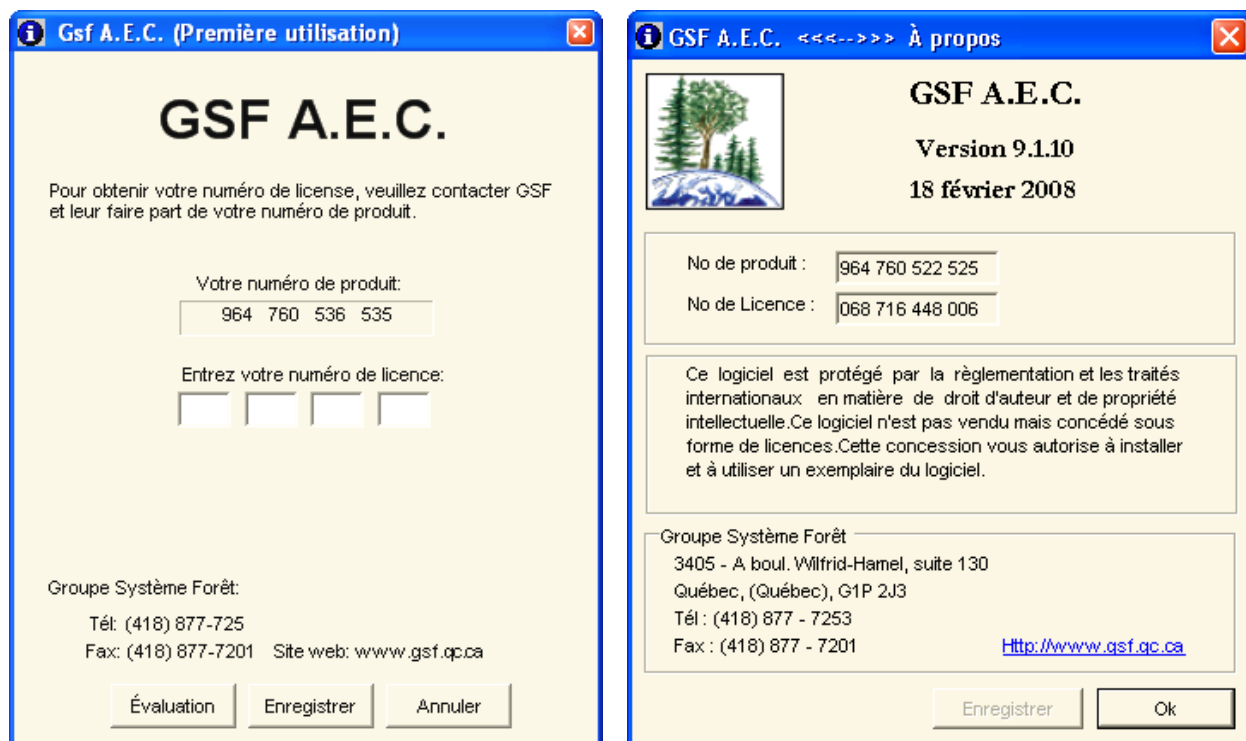 Gsf A.E.C. (Première utilisation)
GSF A.E.C.
Pour obtenir votre numéro de license, veuillez contacter GSF
et leur faire part de votre numéro de produit.
Votre numéro de produit:
964 760 536 535
Entrez votre numéro de licence:
Groupe Système Forêt:
Tél: (418) 877-725
Fax: (418) 877-7201 Site web: www.gsf.qc.ca
Évaluation Enregistrer Annuler
GSF A.E.C. <<<-->>> À propos
GSF A.E.C.
Version 9.1.10
18 février 2008
No de produit : 964 760 522 525
No de Licence : 068 716 448 006
Ce logiciel est protégé par la règlementation et les traités
internationaux en matière de droit d'auteur et de propriété
intellectuelle.Ce logiciel n'est pas vendu mais concédé sous
forme de licences.Cette concession vous autorise à installer
et à utiliser un exemplaire du logiciel.
Groupe Système Forêt
3405 - A boul. Wilfrid-Hamel, suite 130
Québec, (Québec), G1P 2J3
Tél : (418) 877 - 7253
Fax : (418) 877 - 7201 Http://www.gsf.qc.ca
Enregistrer Ok